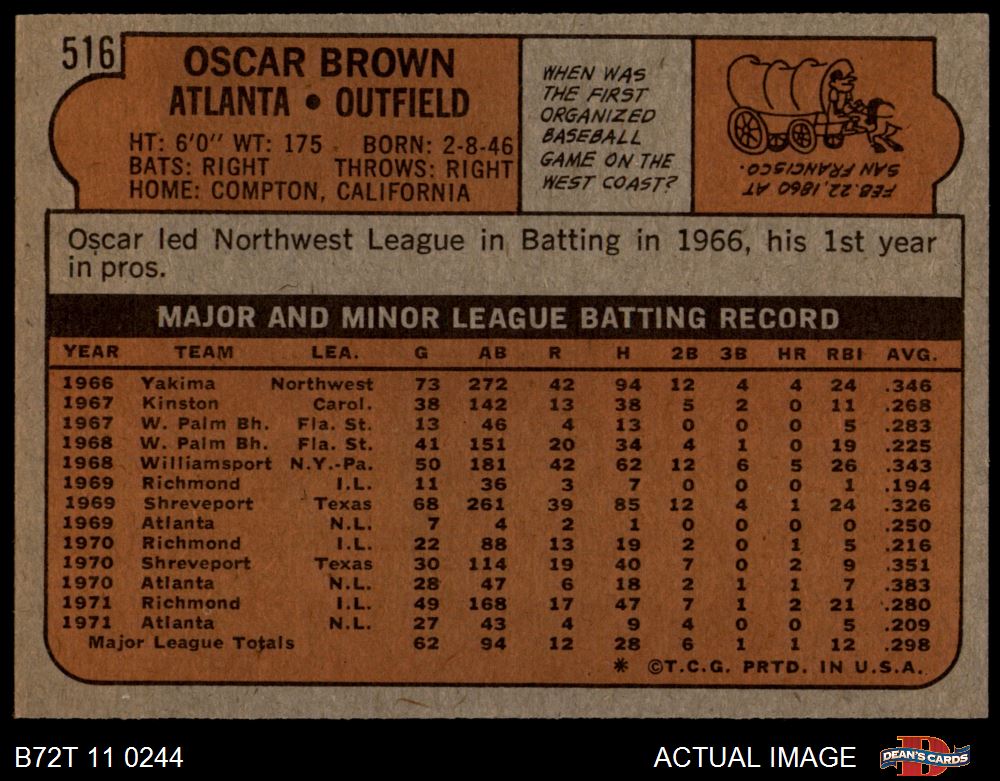 516
OSCAR BROWN
ATLANTA • OUTFIELD
HT: 6'0" WT: 175 BORN: 2-8-46
BATS: RIGHT THROWS: RIGHT
HOME: COMPTON, CALIFORNIA
WHEN WAS
THE FIRST
ORGANIZED
BASEBALL
GAME ON THE
WEST COAST?
FEB. 22, 1860 AT
SAN FRANCISCO.
Oscar led Northwest League in Batting in 1966, his 1st year
in pros.
MAJOR AND MINOR LEAGUE BATTING RECORD
YEAR TEAM LEA. G AB R H 2B 3B HR RBI AVG.
1966 Yakima Northwest 73 272 42 94 12 4 4 24 .346
1967 Kinston Carol. 38 142 13 38 5 2 0 11 .268
1967 W. Palm Bh. Fla. St. 13 46 4 13 0 0 0 5 .283
1968 W. Palm Bh. Fla. St. 41 151 20 34 4 1 0 19 .225
1968 Williamsport N.Y.-Pa. 50 181 42 62 12 6 5 26 .343
1969 Richmond I.L. 11 36 3 7 0 0 0 1 .194
1969 Shreveport Texas 68 261 39 85 12 4 1 24 .326
1969 Atlanta N.L. 7 4 2 1 0 0 0 0 .250
1970 Richmond I.L. 22 88 13 19 2 0 1 5 .216
1970 Shreveport Texas 30 114 19 40 7 0 2 9 .351
1970 Atlanta N.L. 28 47 6 18 2 1 1 7 .383
1971 Richmond I.L. 49 168 17 47 7 1 2 21 .280
1971 Atlanta N.L. 27 43 4 9 4 0 0 5 .209
Major League Totals 62 94 12 28 6 1 1 12 .298
* ©T.C.G. PRTD. IN U.S.A.
B72T 11 0244
ACTUAL IMAGE
DEAN'S CARDS